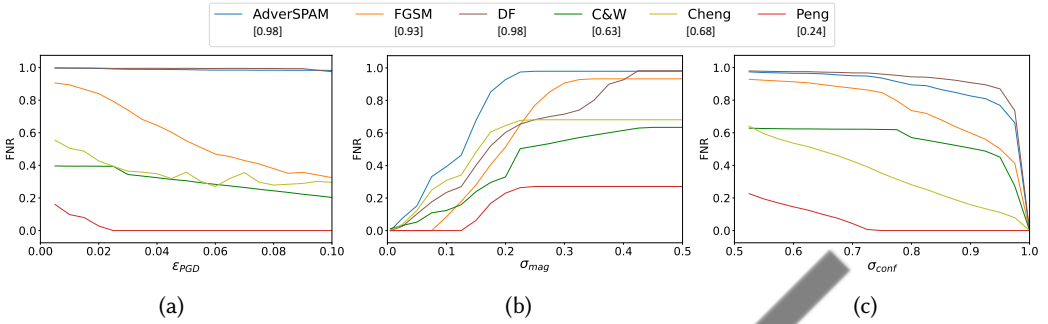 AdverSPAM FGSM DF C&W Cheng Peng
[0.98] [0.93] [0.98] [0.63] [0.68] [0.24]
1.0 0.8 0.6 0.4 0.2 0.0
FNR
0.00 0.02 0.04 0.06 0.08 0.10
ε_PGD
(a)
1.0 0.8 0.6 0.4 0.2 0.0
FNR
0.0 0.1 0.2 0.3 0.4 0.5
σ_mag
(b)
1.0 0.8 0.6 0.4 0.2 0.0
FNR
0.5 0.6 0.7 0.8 0.9 1.0
σ_conf
(c)